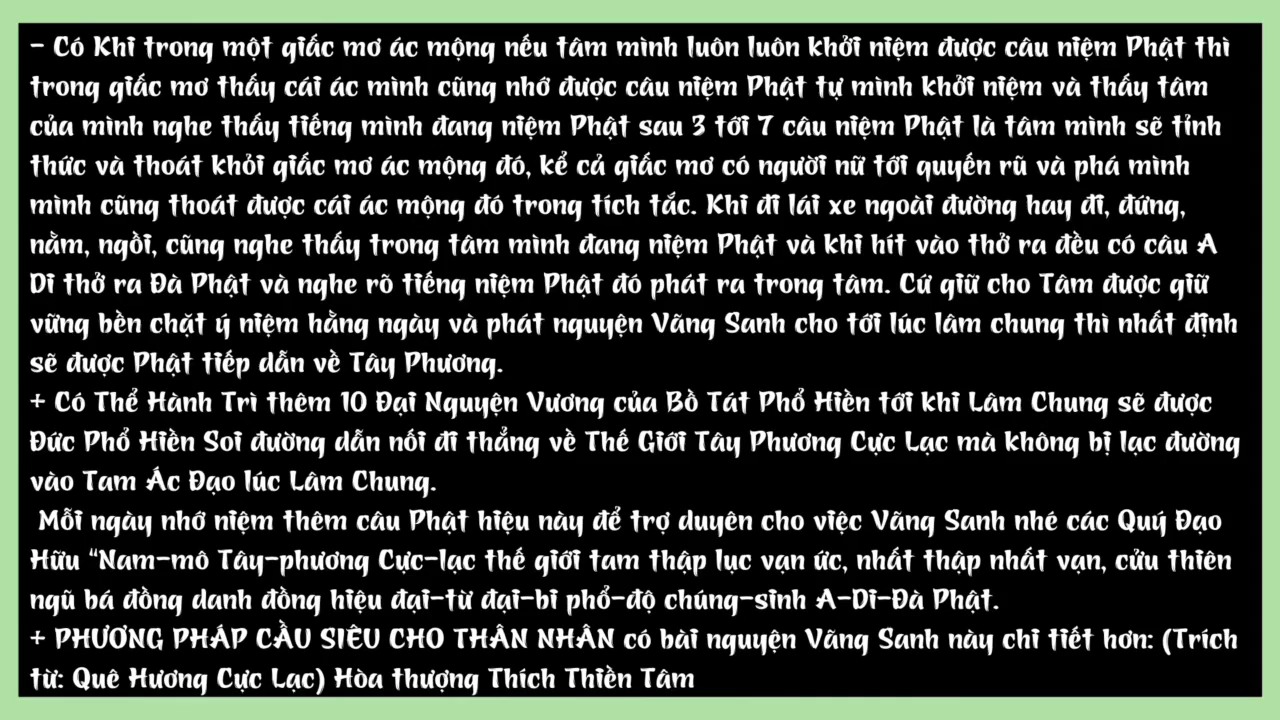 - Có Khi trong một giấc mơ ác mộng nếu tâm mình luôn luôn khởi niệm được câu niệm Phật thì
trong giấc mơ thấy cái ác mình cũng nhớ được câu niệm Phật tự mình khởi niệm và thấy tâm
của mình nghe thấy tiếng mình đang niệm Phật sau 3 tới 7 câu niệm Phật là tâm mình sẽ tỉnh
thức và thoát khỏi giấc mơ ác mộng đó, kể cả giấc mơ có người nữ tới quyến rũ và phá mình
mình cũng thoát được cái ác mộng đó trong tích tắc. Khi đi lái xe ngoài đường hay đi, đứng,
nằm, ngồi, cũng nghe thấy trong tâm mình đang niệm Phật và khi hít vào thở ra đều có câu A
Di thở ra Đà Phật và nghe rõ tiếng niệm Phật đó phát ra trong tâm. Cứ giữ cho Tâm được giữ
vững bền chặt ý niệm hằng ngày và phát nguyện Vãng Sanh cho tới lúc lâm chung thì nhất định
sẽ được Phật tiếp dẫn về Tây Phương.
+ Có Thể Hành Trì thêm 10 Đại Nguyện Vương của Bồ Tát Phổ Hiền tới khi Lâm Chung sẽ được
Đức Phổ Hiền Soi đường dẫn nối đi thẳng về Thế Giới Tây Phương Cực Lạc mà không bị lạc đường
vào Tam Ác Đạo lúc Lâm Chung.
Mỗi ngày nhớ niệm thêm câu Phật hiệu này để trợ duyên cho việc Vãng Sanh nhé các Quý Đạo
Hữu "Nam-mô Tây-phương Cực-lạc thế giới tam thập lục vạn ức, nhất thập nhất vạn, cửu thiên
ngũ bá đồng danh đồng hiệu đại-từ đại-bi phổ-độ chúng-sinh A-Di-Đà Phật.
+ PHƯƠNG PHÁP CẦU SIÊU CHO THÂN NHÂN có bài nguyện Vãng Sanh này chi tiết hơn: (Trích
từ: Quê Hương Cực Lạc) Hòa thượng Thích Thiền Tâm